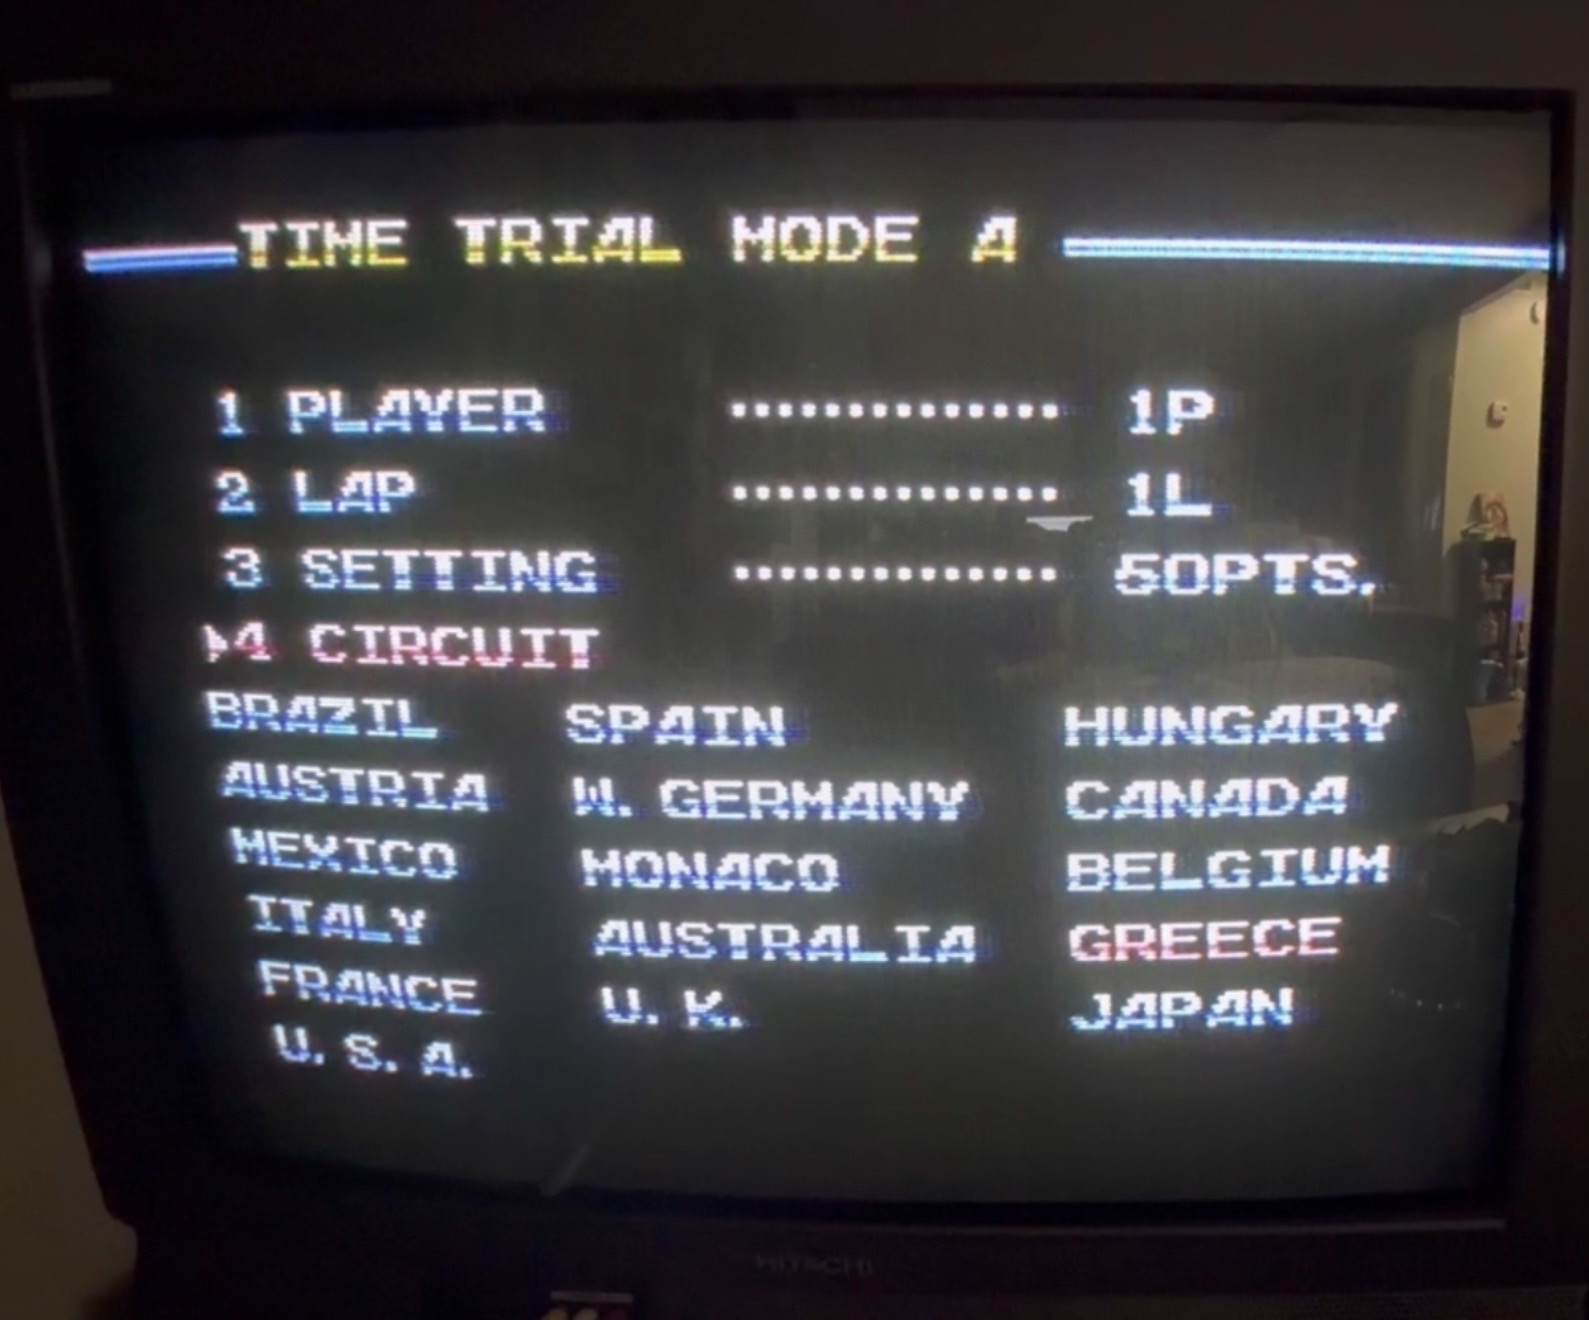 TIME TRIAL MODE A
1 PLAYER .............. 1P
2 LAP .............. 1L
3 SETTING .............. 50PTS.
▶4 CIRCUIT
BRAZIL SPAIN HUNGARY
AUSTRIA W. GERMANY CANADA
MEXICO MONACO BELGIUM
ITALY AUSTRALIA GREECE
FRANCE U. K. JAPAN
U. S. A.
HITACHI